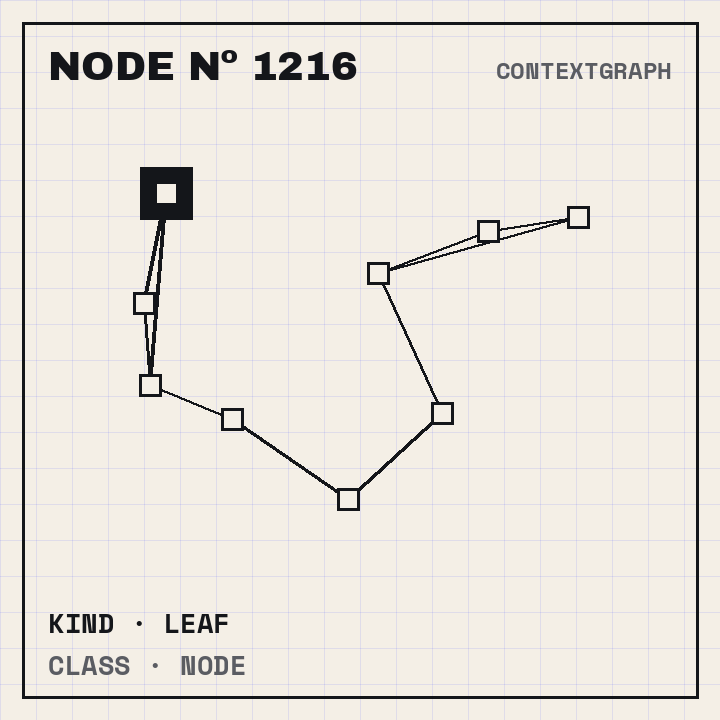 NODE Nº 1216
CONTEXTGRAPH
KIND · LEAF
CLASS · NODE